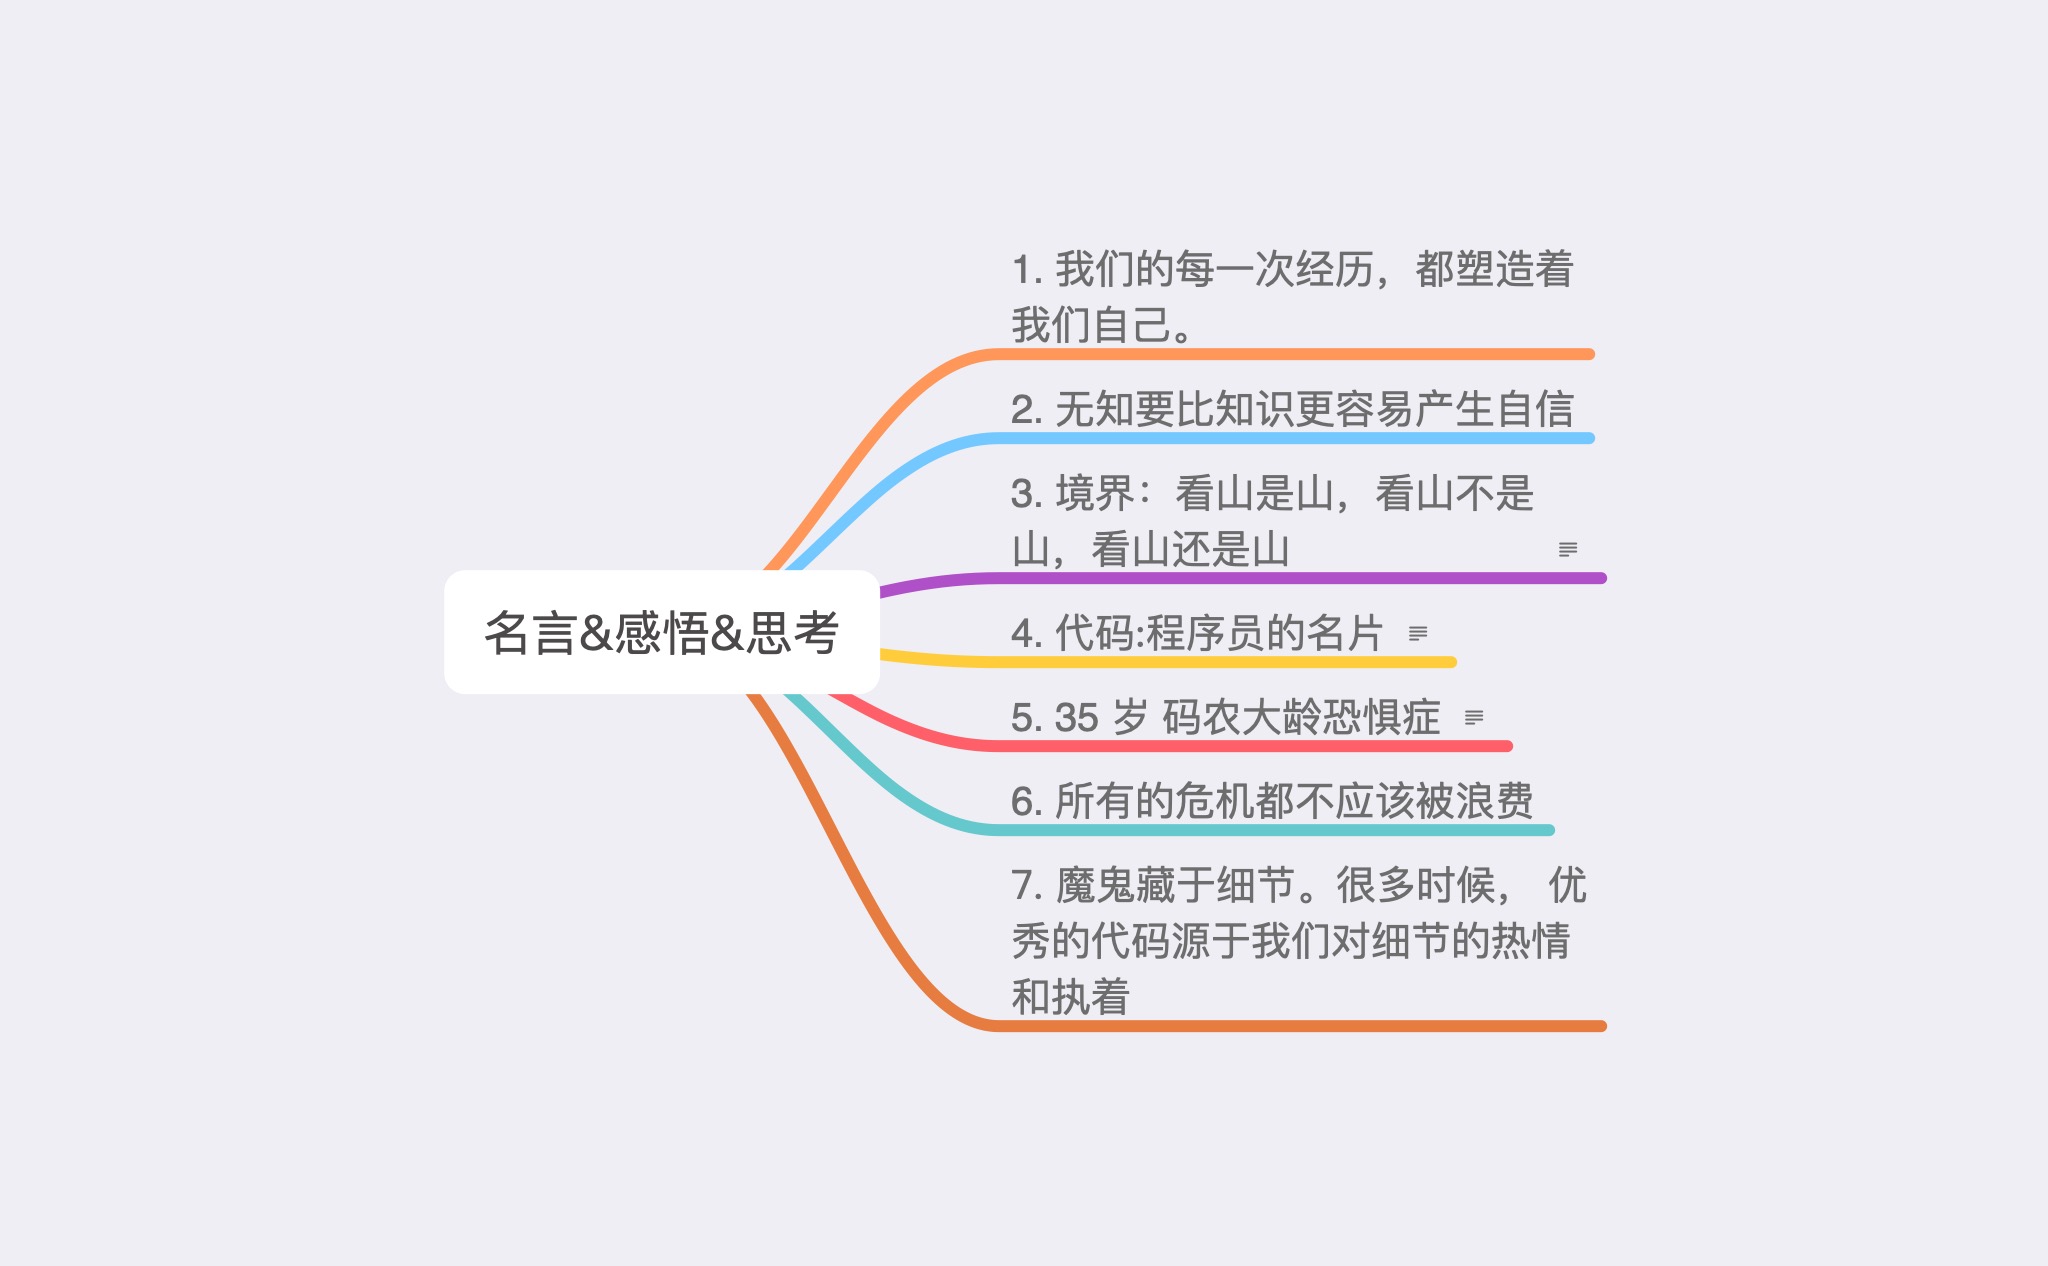 名言&感悟&思考
1. 我们的每一次经历，都塑造着
我们自己。
2. 无知要比知识更容易产生自信
3. 境界：看山是山，看山不是
山，看山还是山
4. 代码:程序员的名片
5. 35 岁 码农大龄恐惧症
6. 所有的危机都不应该被浪费
7. 魔鬼藏于细节。很多时候， 优
秀的代码源于我们对细节的热情
和执着